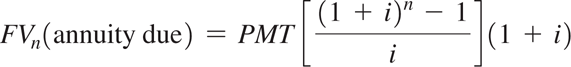 FVₙ(annuity due) = PMT[((1 + i)ⁿ − 1)/i](1 + i)